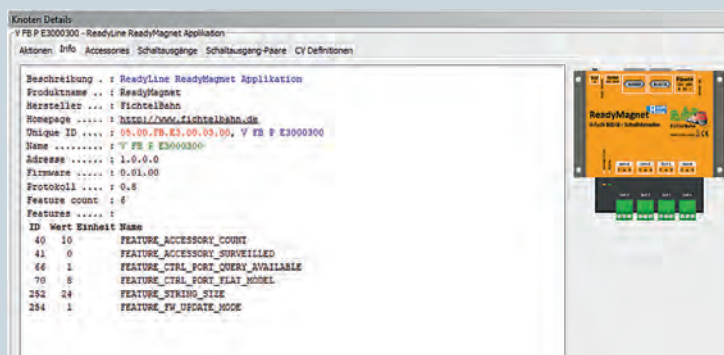 Knoten Details
V FB P E3000300 - ReadyLine ReadyMagnet Applikation
Aktionen Info Accessories Schaltausgänge Schaltausgang-Paare CV Definitionen
Beschreibung . : ReadyLine ReadyMagnet Applikation
Produktname .. : ReadyMagnet
Hersteller ... : FichtelBahn
Homepage ..... : http://www.fichtelbahn.de
Unique ID .... : 05.00.FB.E3.00.03.00, V FB P E3000300
Name ......... : V FB P E3000300
Adresse ...... : 1.0.0.0
Firmware ..... : 0.01.00
Protokoll .... : 0.8
Feature count : 6
Features ..... :
ID Wert Einheit Name
40 10 FEATURE_ACCESSORY_COUNT
41 0 FEATURE_ACCESSORY_SURVEILLED
66 1 FEATURE_CTRL_PORT_QUERY_AVAILABLE
70 8 FEATURE_CTRL_PORT_FLAT_MODEL
252 24 FEATURE_STRING_SIZE
254 1 FEATURE_FW_UPDATE_MODE
ReadyMagnet